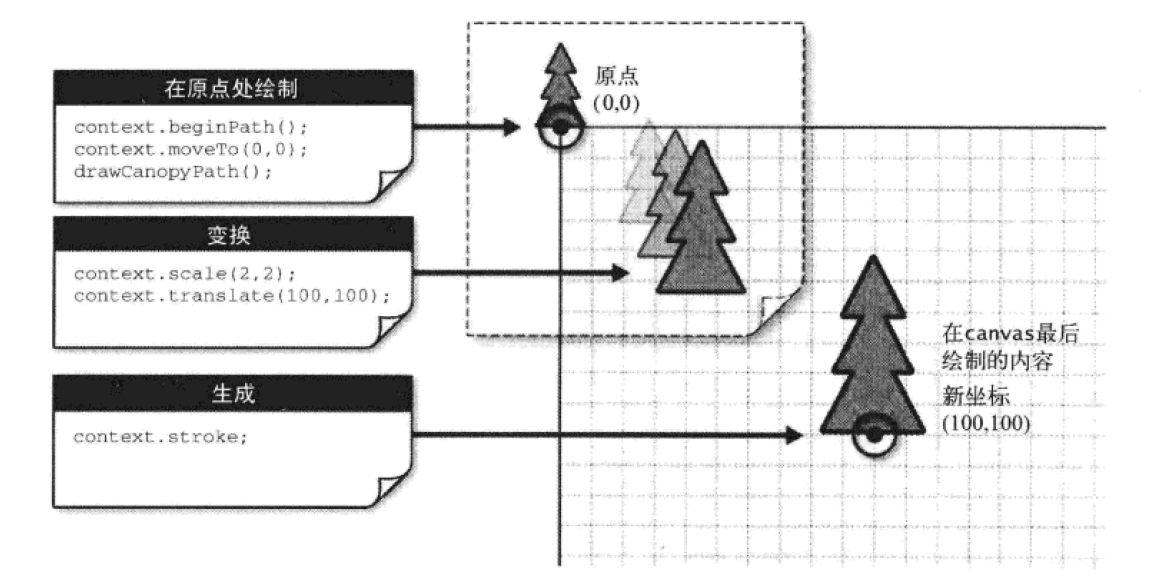 在原点处绘制
context.beginPath();
context.moveTo(0,0);
drawCanopyPath();
变换
context.scale(2,2);
context.translate(100,100);
生成
context.stroke;
原点
(0,0)
在canvas最后
绘制的内容
新坐标
(100,100)